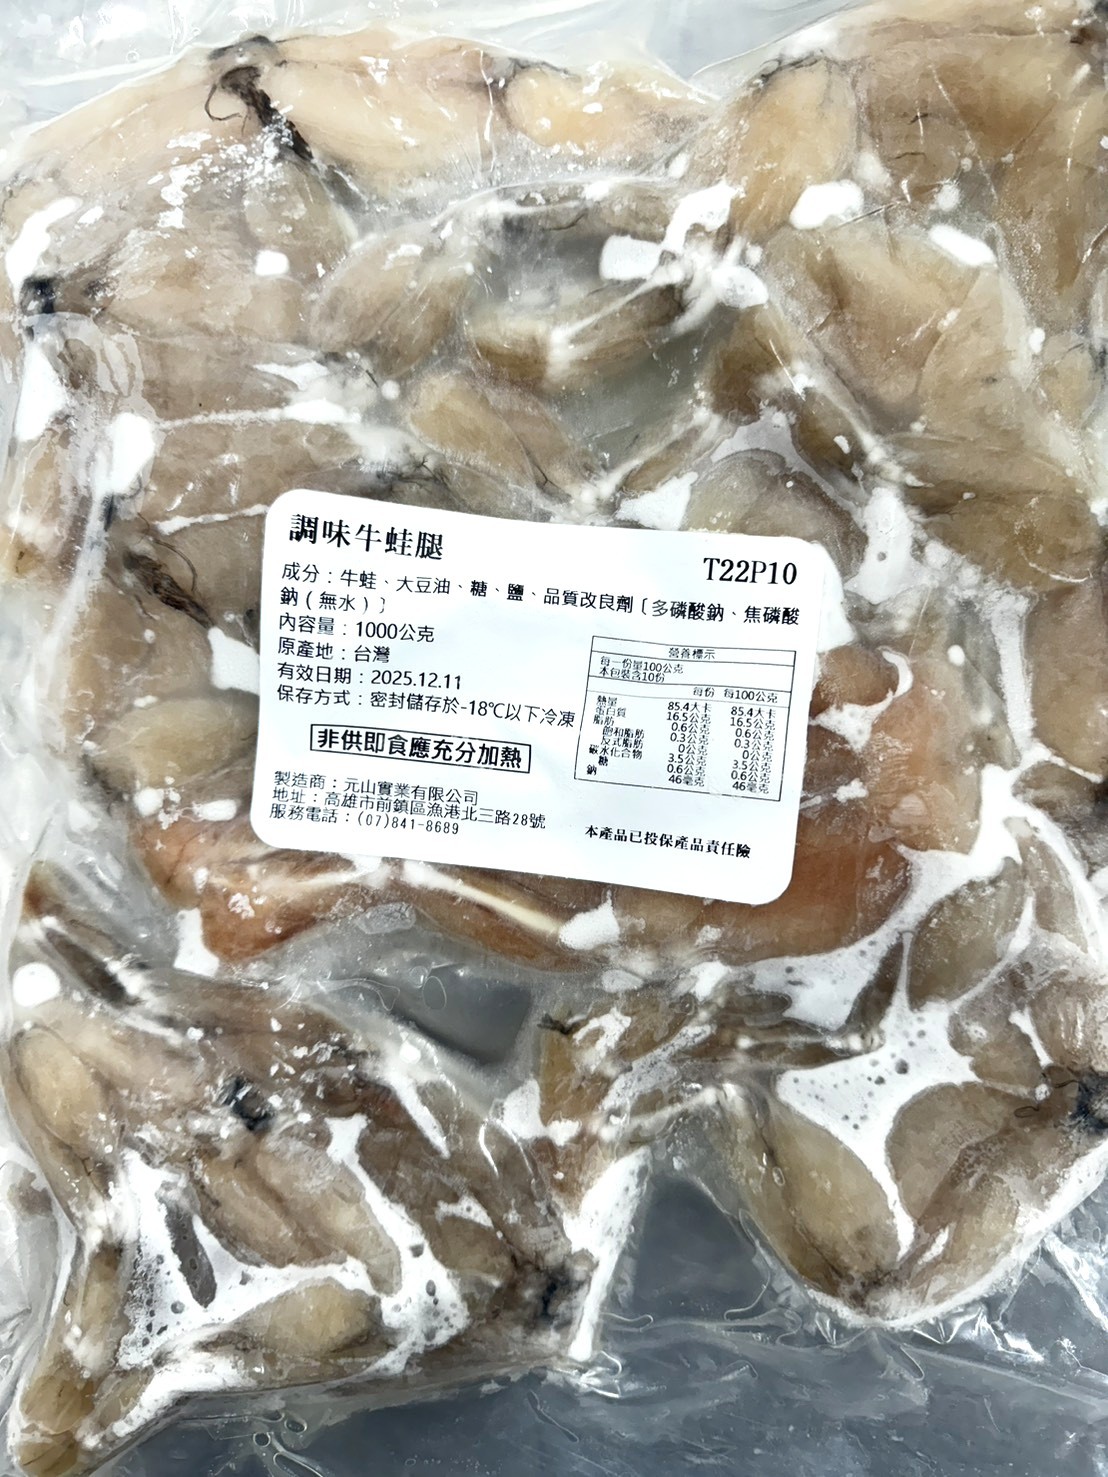 調味牛蛙腿
T22P10
成分：牛蛙、大豆油、糖、鹽、品質改良劑〔多磷酸鈉、焦磷酸
鈉（無水）〕
內容量：1000公克
原產地：台灣
有效日期：2025.12.11
保存方式：密封儲存於-18℃以下冷凍
非供即食應充分加熱
製造商：元山實業有限公司
地址：高雄市前鎮區漁港北三路28號
服務電話：(07)841-8689
營養標示
每一份量100公克
本包裝含10份
每份 每100公克
熱量 85.4大卡 85.4大卡
蛋白質 16.5公克 16.5公克
脂肪 0.6公克 0.6公克
飽和脂肪 0.3公克 0.3公克
反式脂肪 0公克 0公克
碳水化合物 3.5公克 3.5公克
糖 0.6公克 0.6公克
鈉 46毫克 46毫克
本產品已投保產品責任險